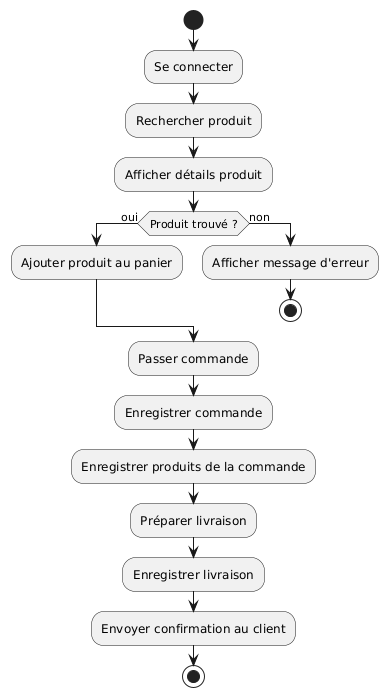 Se connecter
Rechercher produit
Afficher détails produit
oui
Produit trouvé ?
non
Ajouter produit au panier
Afficher message d'erreur
Passer commande
Enregistrer commande
Enregistrer produits de la commande
Préparer livraison
Enregistrer livraison
Envoyer confirmation au client